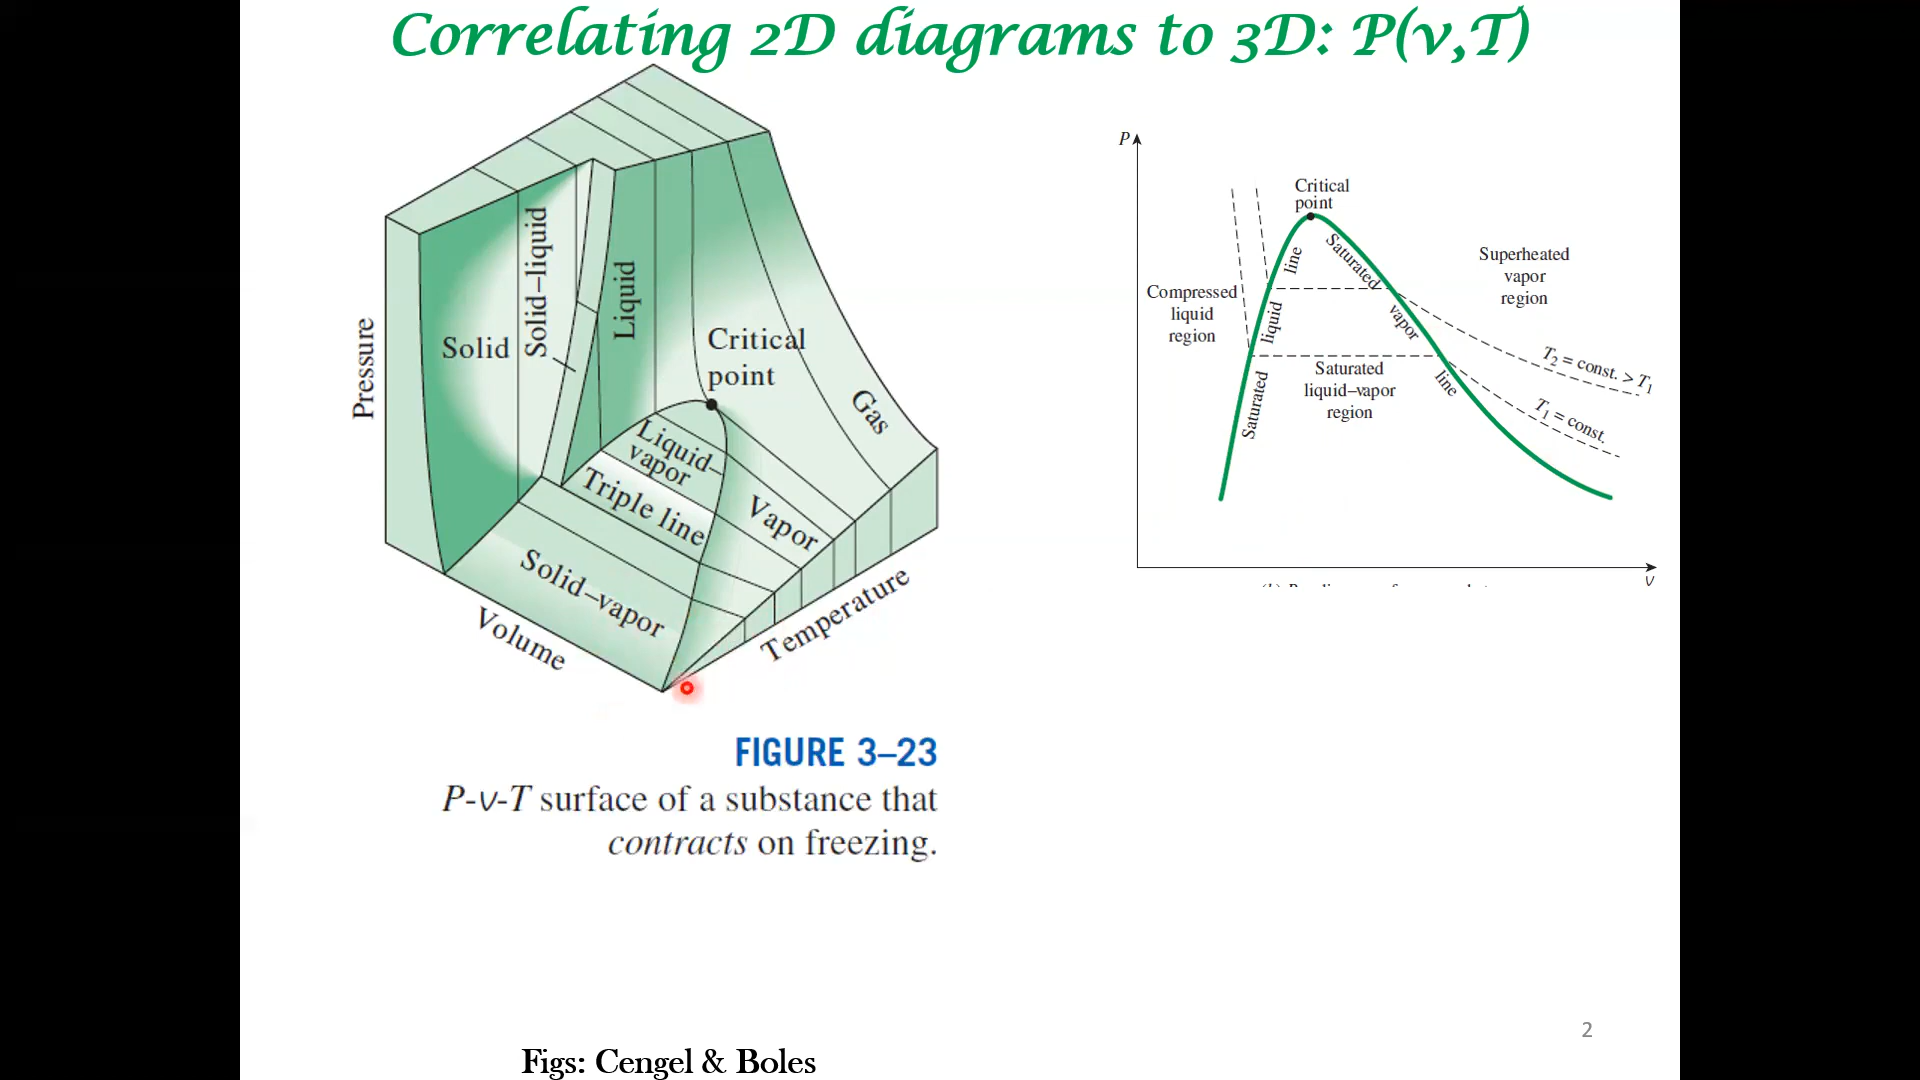 Correlating 2D diagrams to 3D: P(v,T)
Pressure
Solid
Solid–liquid
Liquid
Critical
point
Gas
Liquid–
vapor
Triple line
Vapor
Solid–vapor
Volume
Temperature
FIGURE 3–23
P-v-T surface of a substance that
contracts on freezing.
P
Critical
point
Superheated
vapor
region
Compressed
liquid
region
Saturated
liquid
line
Saturated
vapor
line
Saturated
liquid–vapor
region
T2 = const. > T1
T1 = const.
v
2
Figs: Cengel & Boles